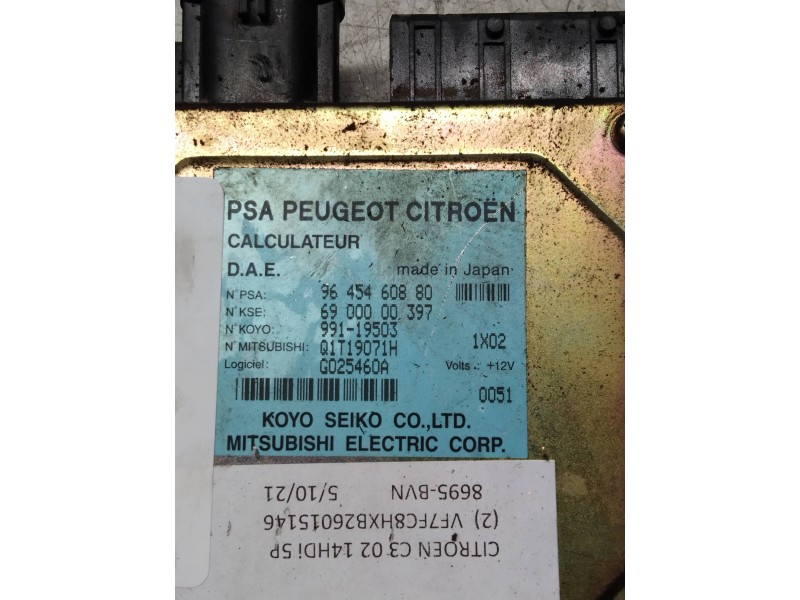 PSA PEUGEOT CITROËN
CALCULATEUR
D.A.E. made in Japan
N°PSA: 96 454 608 80
N°KSE: 69 000 00 397
N°KOYO: 991-19503
N°MITSUBISHI: Q1T19071H 1X02
Logiciel: G025460A Volts.: +12V
0051
KOYO SEIKO CO.,LTD.
MITSUBISHI ELECTRIC CORP.
CITROEN C3 02 14HDi 5P
(2) VF7FC8HXB26015146
8695-BVN 5/10/21